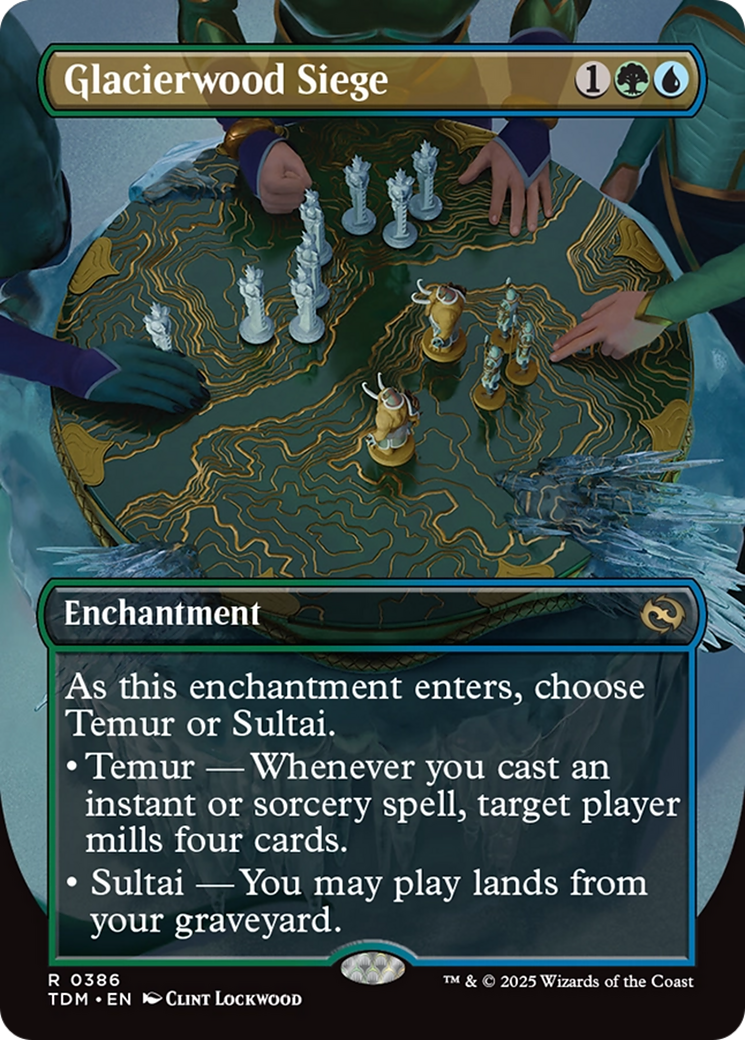 Glacierwood Siege 1
Enchantment
As this enchantment enters, choose
Temur or Sultai.
• Temur — Whenever you cast an
instant or sorcery spell, target player
mills four cards.
• Sultai — You may play lands from
your graveyard.
R 0386
TDM • EN Clint Lockwood
™ & © 2025 Wizards of the Coast